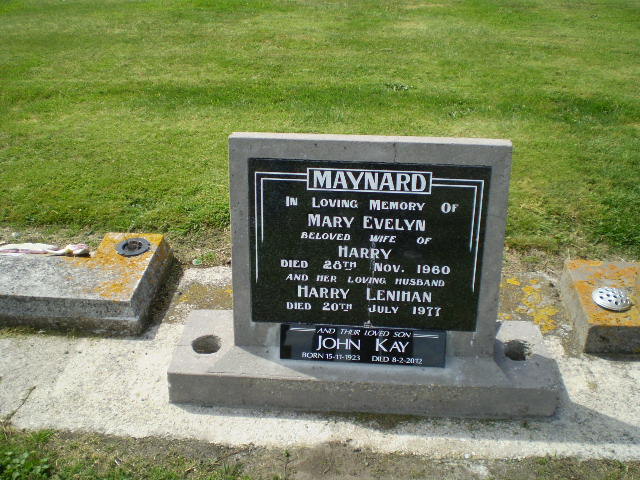 MAYNARD
IN LOVING MEMORY OF
MARY EVELYN
BELOVED WIFE OF
HARRY
DIED 28TH NOV. 1960
AND HER LOVING HUSBAND
HARRY LENIHAN
DIED 20TH JULY 1977
AND THEIR LOVED SON
JOHN KAY
BORN 15-11-1923 DIED 8-2-2012